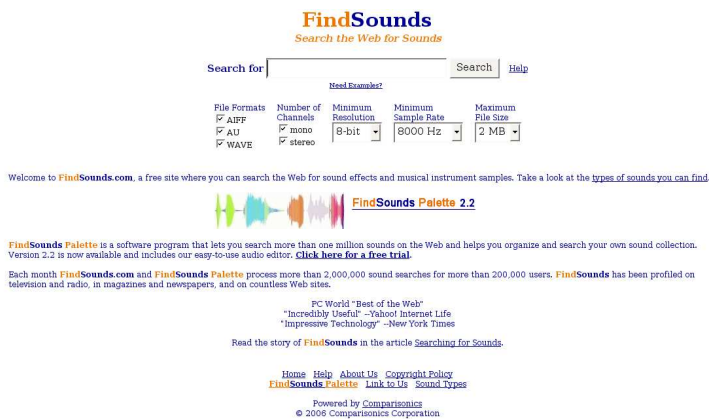 FindSounds
Search the Web for Sounds
Search for
Search
Help
Need Examples?
File Formats
AIFF
AU
WAVE
Number of
Channels
mono
stereo
Minimum
Resolution
8-bit
Minimum
Sample Rate
8000 Hz
Maximum
File Size
2 MB
Welcome to FindSounds.com, a free site where you can search the Web for sound effects and musical instrument samples. Take a look at the types of sounds you can find.
FindSounds Palette 2.2
FindSounds Palette is a software program that lets you search more than one million sounds on the Web and helps you organize and search your own sound collection.
Version 2.2 is now available and includes our easy-to-use audio editor. Click here for a free trial.
Each month FindSounds.com and FindSounds Palette process more than 2,000,000 sound searches for more than 200,000 users. FindSounds has been profiled on
television and radio, in magazines and newspapers, and on countless Web sites.
PC World "Best of the Web"
"Incredibly Useful" --Yahoo! Internet Life
"Impressive Technology" --New York Times
Read the story of FindSounds in the article Searching for Sounds.
Home Help About Us Copyright Policy
FindSounds Palette Link to Us Sound Types
Powered by Comparisonics
© 2006 Comparisonics Corporation